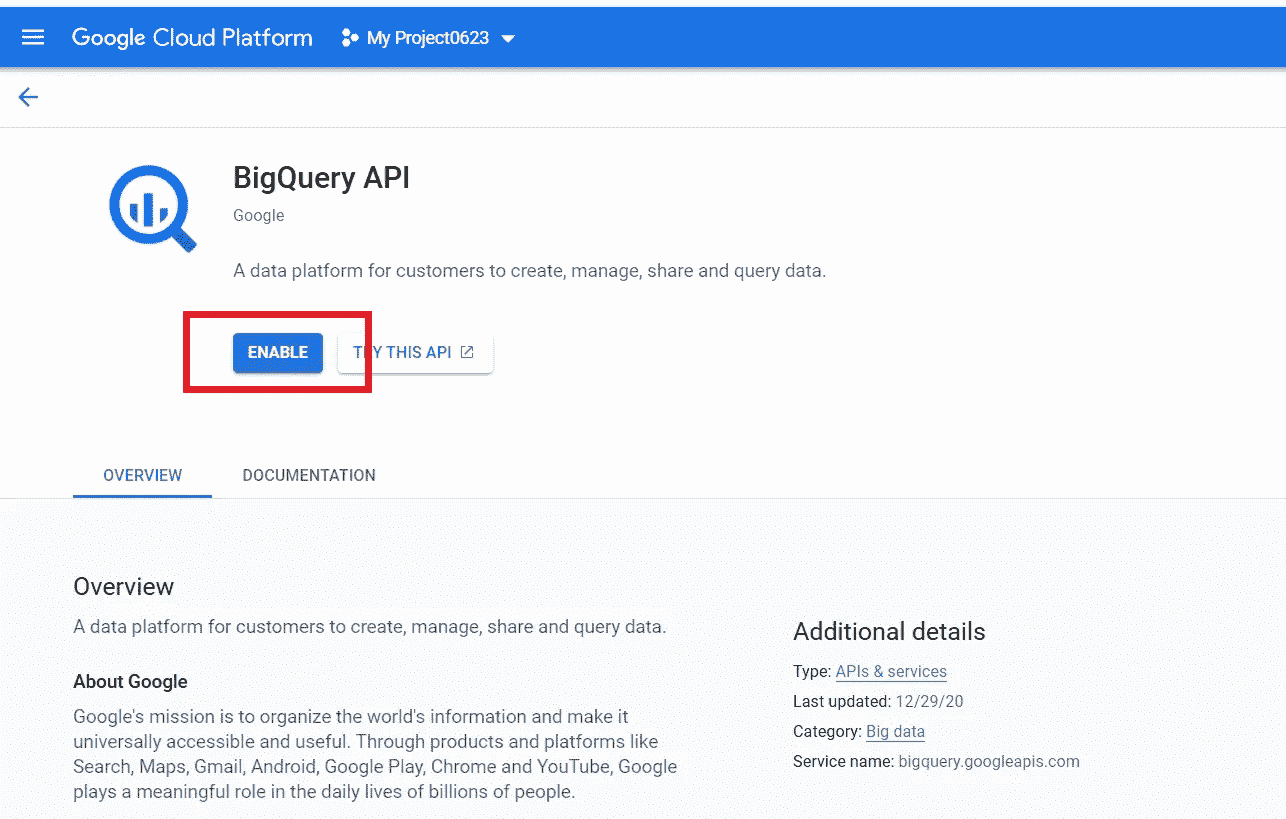 Google Cloud Platform My Project0623
BigQuery API
Google
A data platform for customers to create, manage, share and query data.
ENABLE TRY THIS API
OVERVIEW DOCUMENTATION
Overview
A data platform for customers to create, manage, share and query data.
About Google
Google's mission is to organize the world's information and make it
universally accessible and useful. Through products and platforms like
Search, Maps, Gmail, Android, Google Play, Chrome and YouTube, Google
plays a meaningful role in the daily lives of billions of people.
Additional details
Type: APIs & services
Last updated: 12/29/20
Category: Big data
Service name: bigquery.googleapis.com